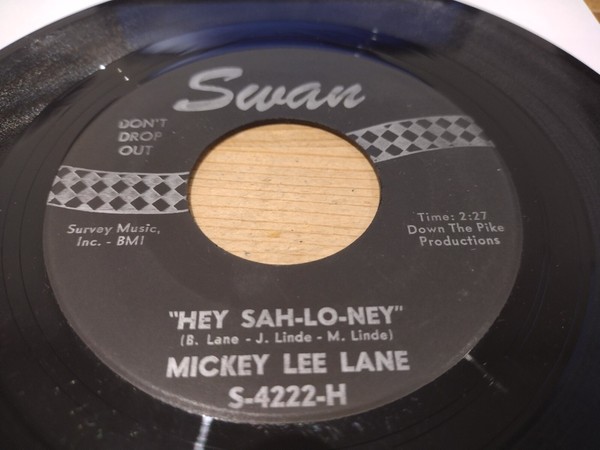 Swan
DON'T
DROP
OUT
Survey Music,
Inc. - BMI
Time: 2:27
Down The Pike
Productions
"HEY SAH-LO-NEY"
(B. Lane - J. Linde - M. Linde)
MICKEY LEE LANE
S-4222-H